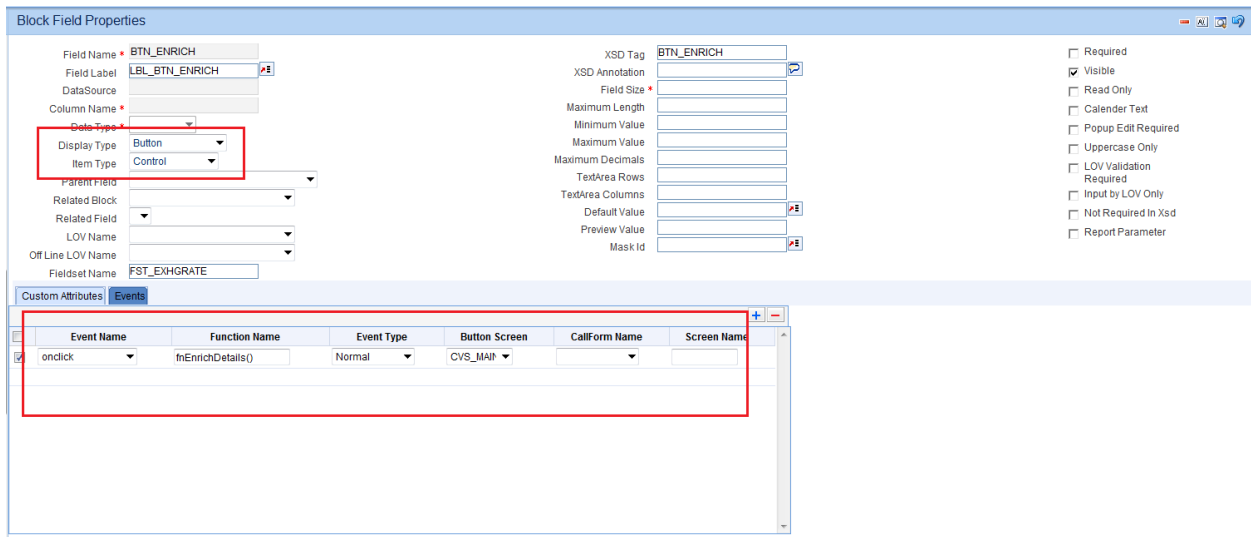 Block Field Properties
Field Name * BTN_ENRICH
Field Label LBL_BTN_ENRICH
DataSource
Column Name *
Data Type *
Display Type Button
Item Type Control
Parent Field
Related Block
Related Field
LOV Name
Off Line LOV Name
Fieldset Name FST_EXHGRATE
XSD Tag BTN_ENRICH
XSD Annotation
Field Size *
Maximum Length
Minimum Value
Maximum Value
Maximum Decimals
TextArea Rows
TextArea Columns
Default Value
Preview Value
Mask Id
Required
Visible
Read Only
Calender Text
Popup Edit Required
Uppercase Only
LOV Validation
Required
Input by LOV Only
Not Required In Xsd
Report Parameter
Custom Attributes Events
Event Name Function Name Event Type Button Screen CallForm Name Screen Name
onclick fnEnrichDetails() Normal CVS_MAIN